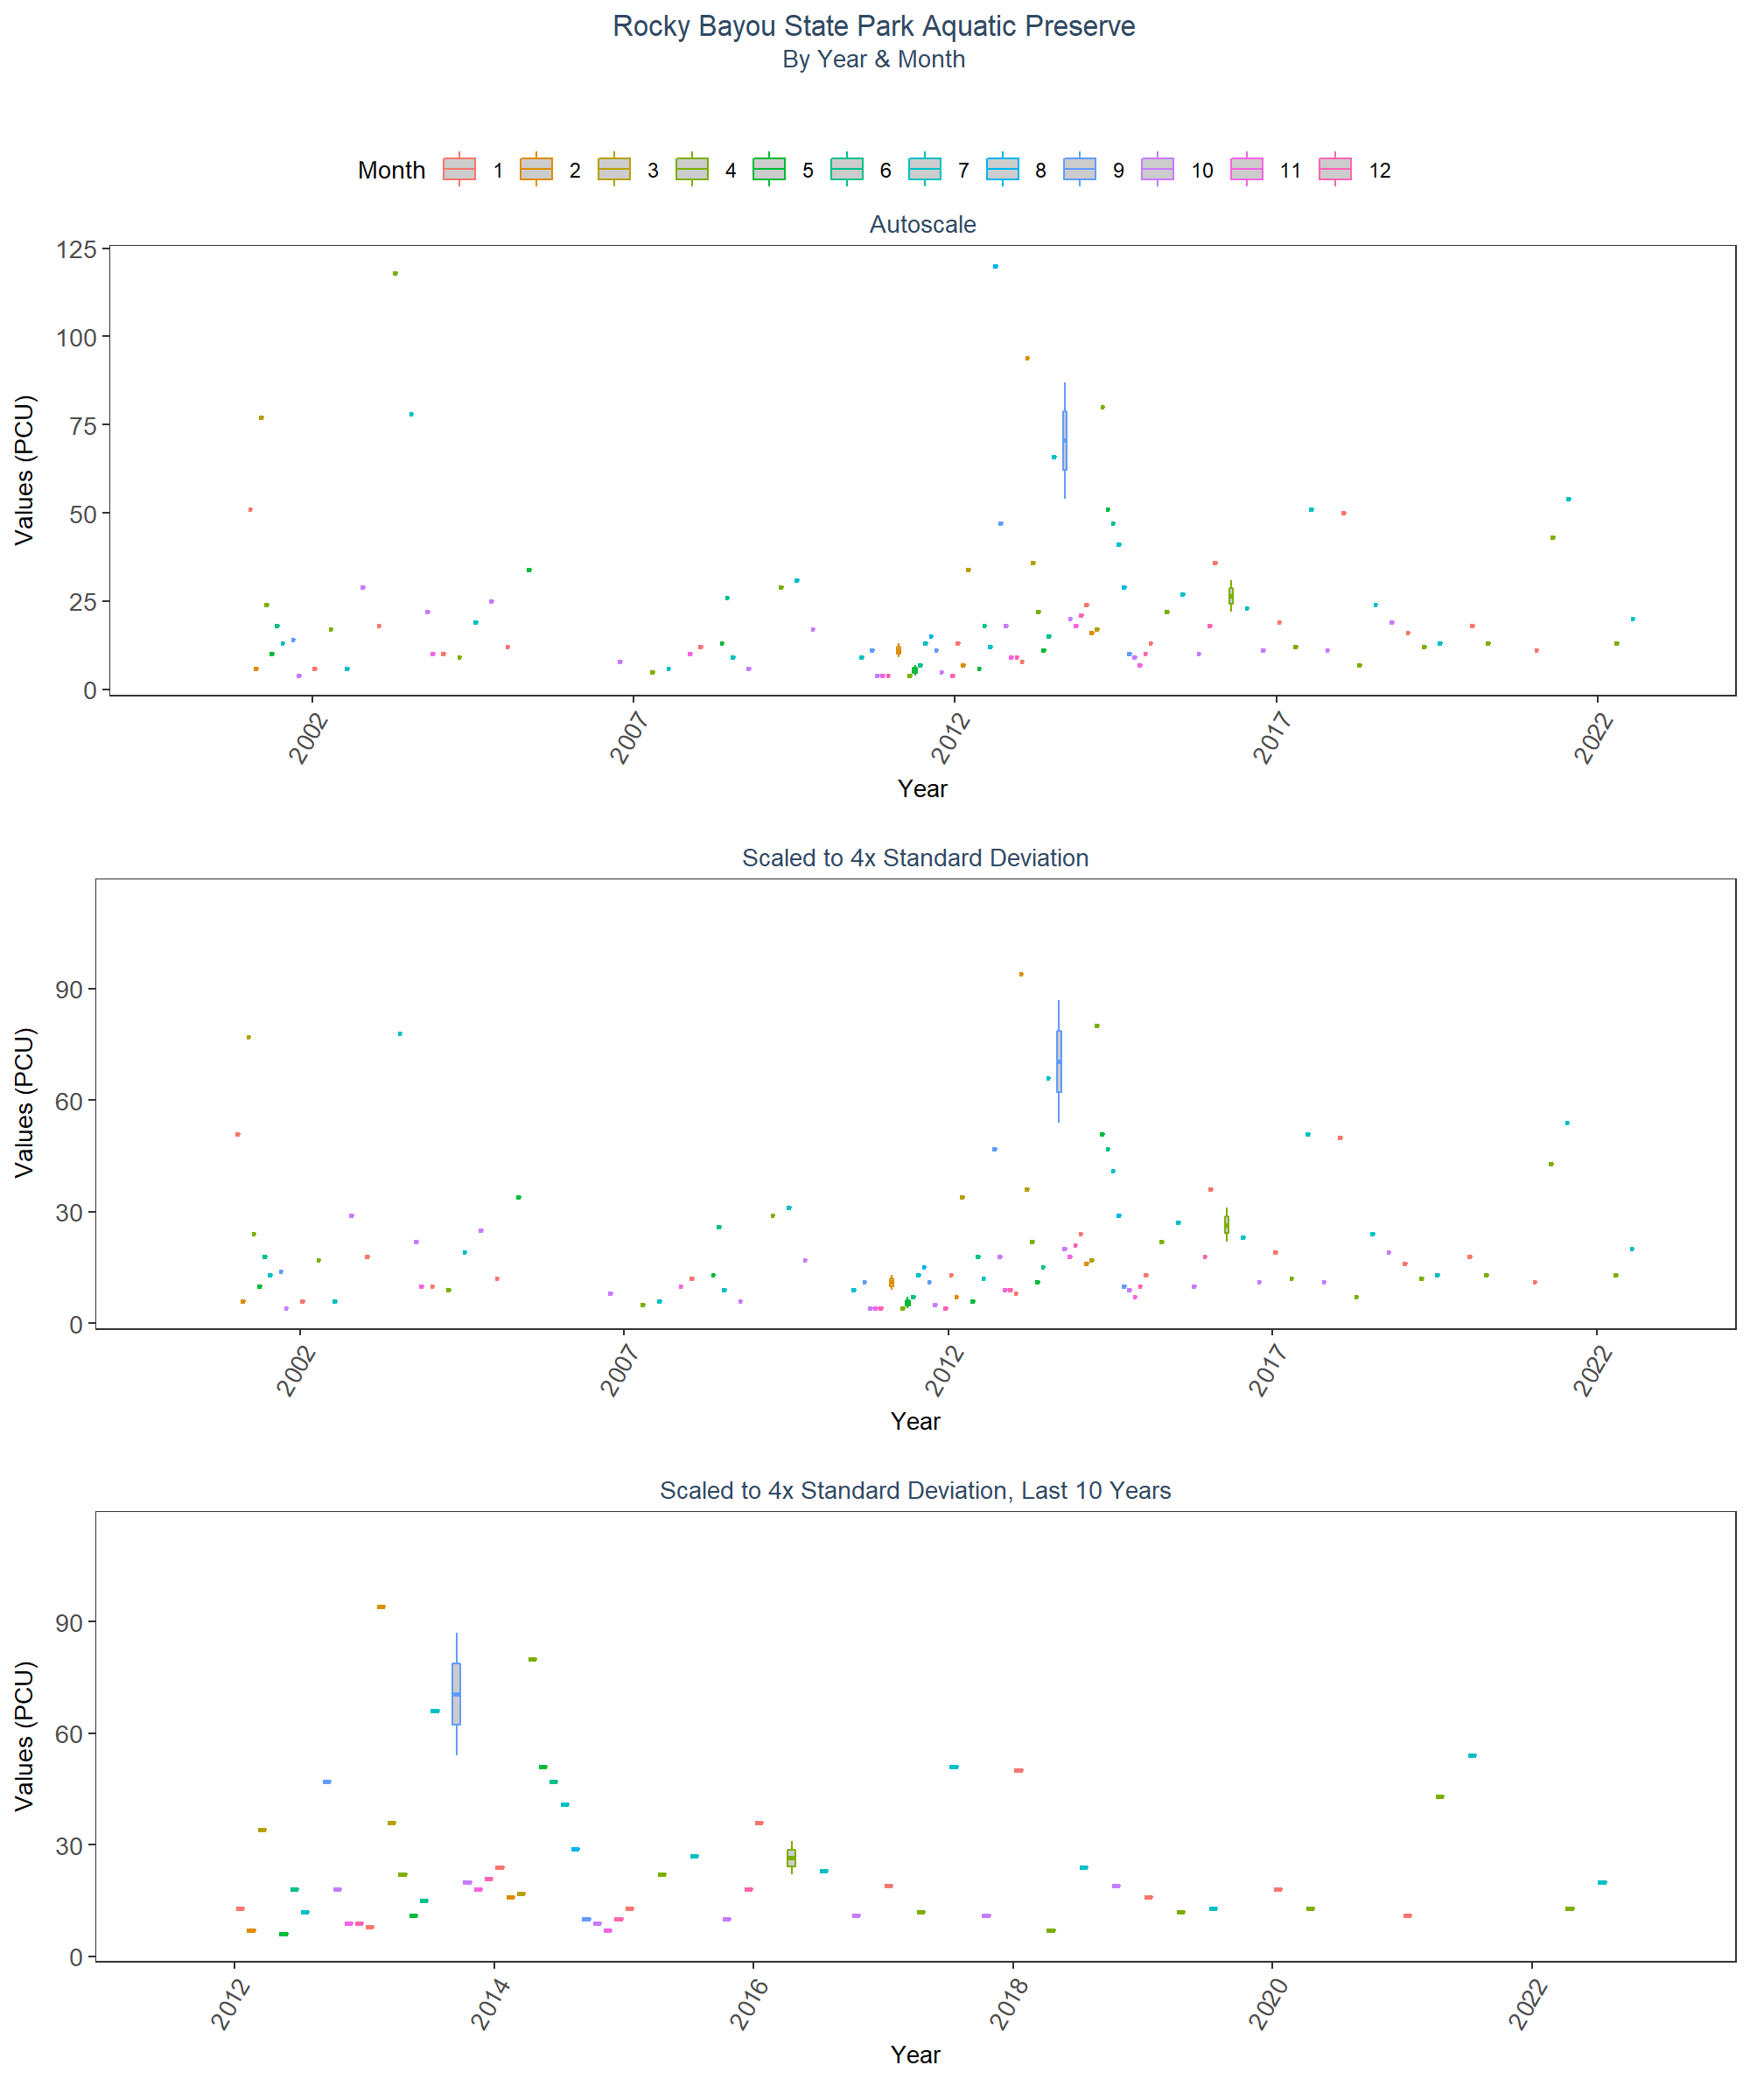 Rocky Bayou State Park Aquatic Preserve
By Year & Month
Month 1 2 3 4 5 6 7 8 9 10 11 12
Autoscale
Values (PCU)
125
100
75
50
25
0
2002 2007 2012 2017 2022
Year
Scaled to 4x Standard Deviation
Values (PCU)
90
60
30
0
2002 2007 2012 2017 2022
Year
Scaled to 4x Standard Deviation, Last 10 Years
Values (PCU)
90
60
30
0
2012 2014 2016 2018 2020 2022
Year